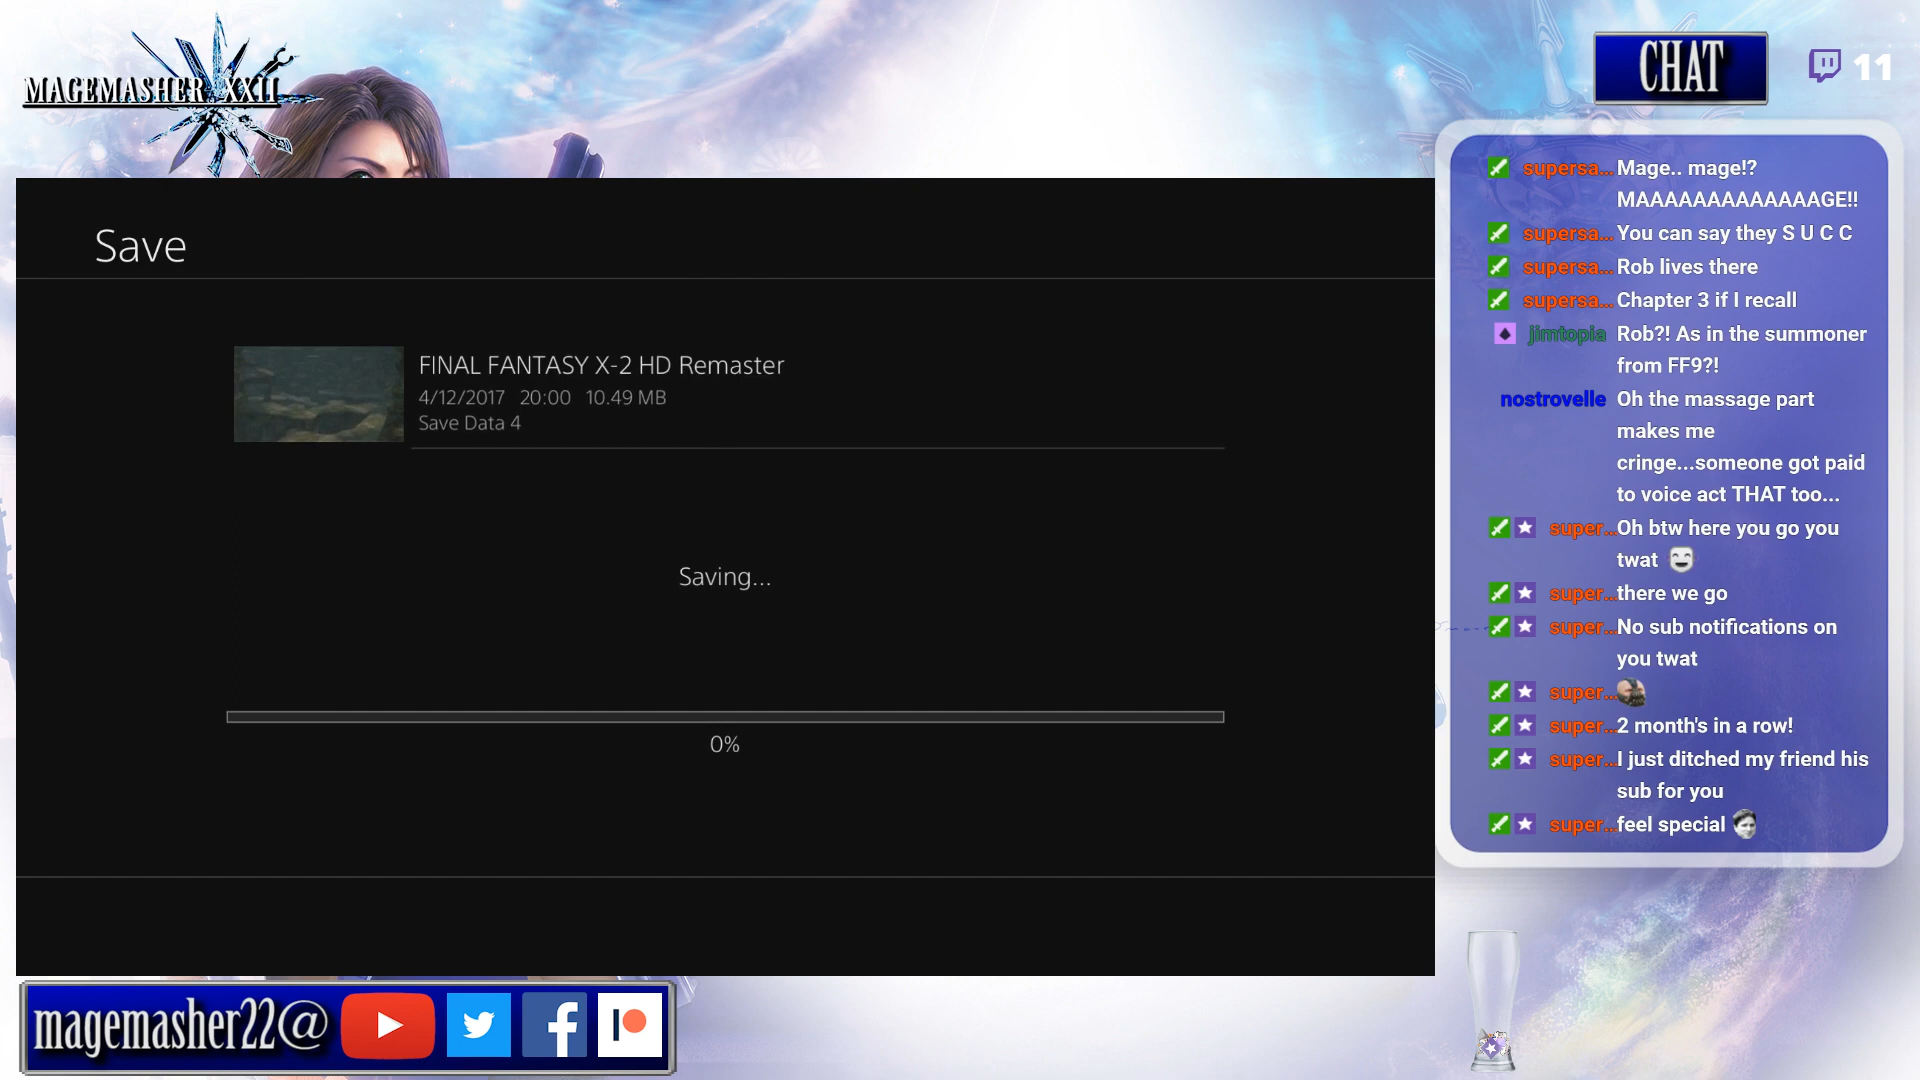 MAGEMASHER XXII
CHAT
11
Save
FINAL FANTASY X-2 HD Remaster
4/12/2017 20:00 10.49 MB
Save Data 4
Saving...
0%
supersa... Mage.. mage!?
MAAAAAAAAAAAAAGE!!
supersa... You can say they S U C C
supersa... Rob lives there
supersa... Chapter 3 if I recall
jimtopia Rob?! As in the summoner
from FF9?!
nostrovelle Oh the massage part
makes me
cringe...someone got paid
to voice act THAT too...
super... Oh btw here you go you
twat
super... there we go
super... No sub notifications on
you twat
super...
super... 2 month's in a row!
super... I just ditched my friend his
sub for you
super... feel special
magemasher22@